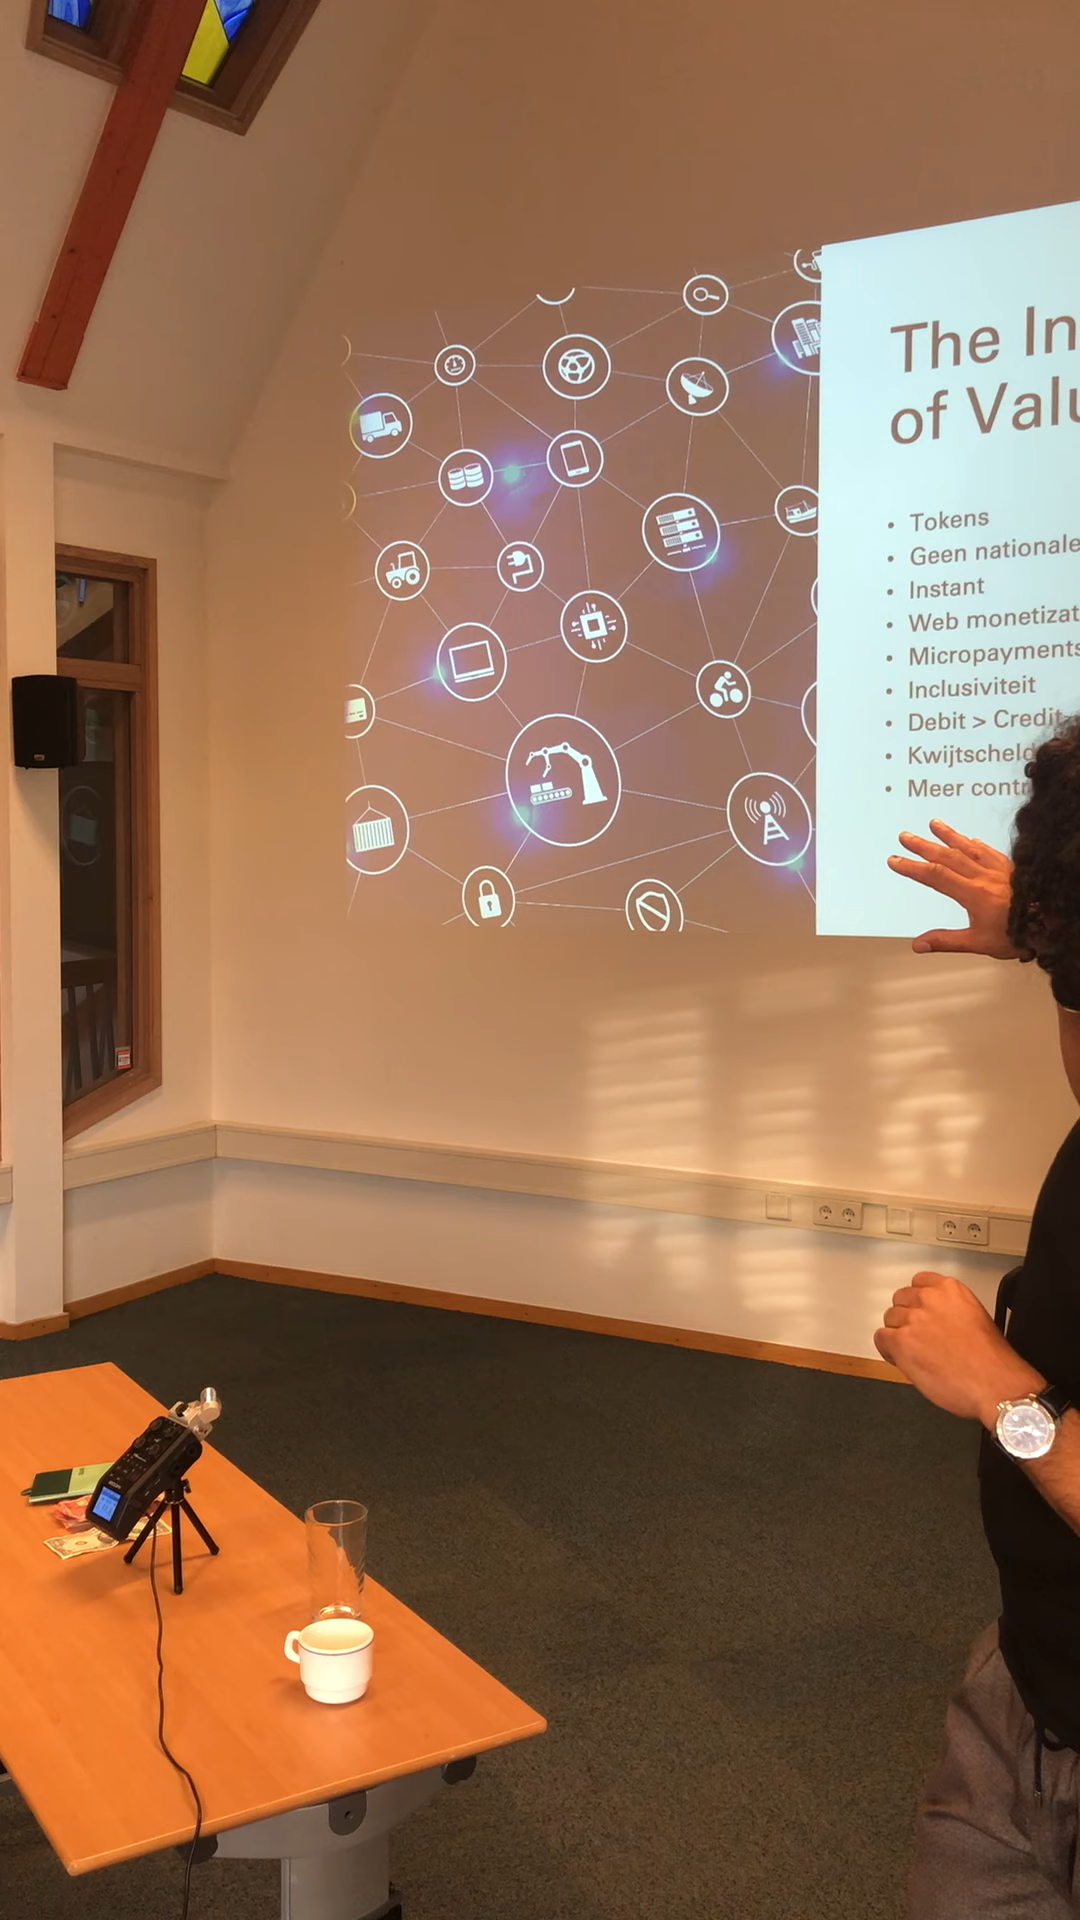 The In
of Valu
• Tokens
• Geen nationale
• Instant
• Web monetizat
• Micropayments
• Inclusiviteit
• Debit > Credit
• Kwijtscheld
• Meer contr